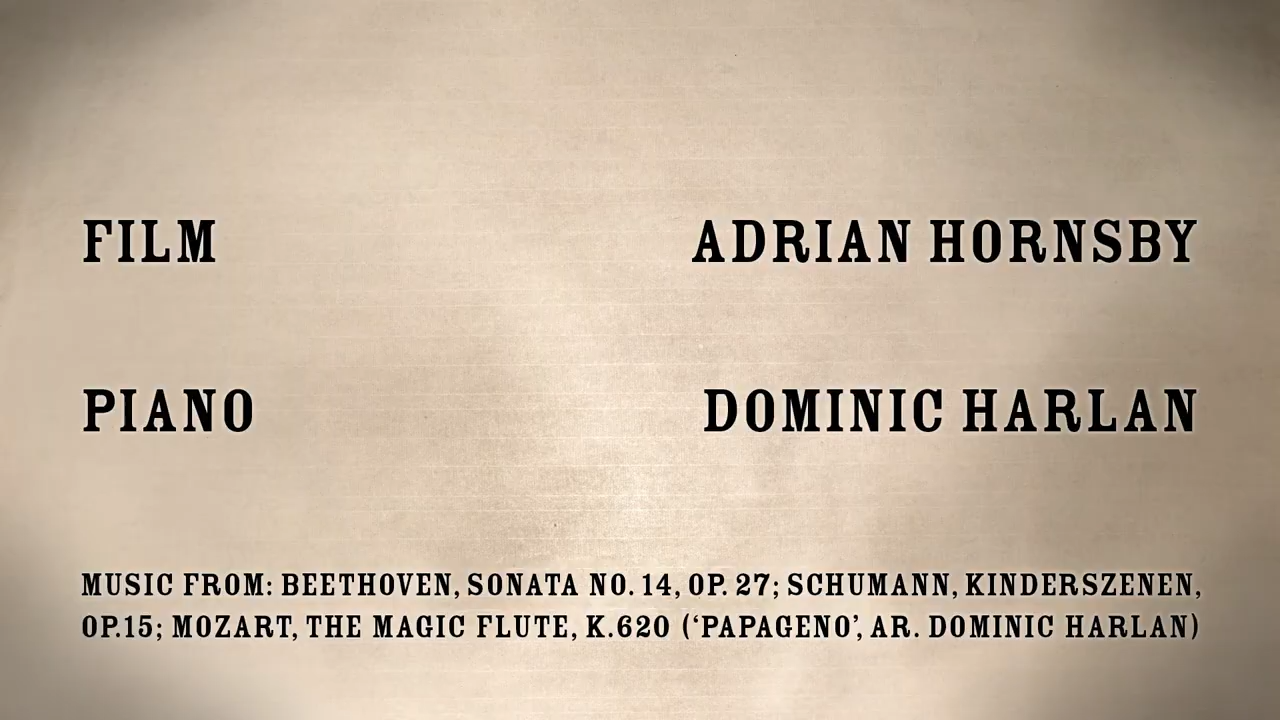 FILM ADRIAN HORNSBY
PIANO DOMINIC HARLAN
MUSIC FROM: BEETHOVEN, SONATA NO. 14, OP. 27; SCHUMANN, KINDERSZENEN,
OP.15; MOZART, THE MAGIC FLUTE, K.620 (‘PAPAGENO’, AR. DOMINIC HARLAN)